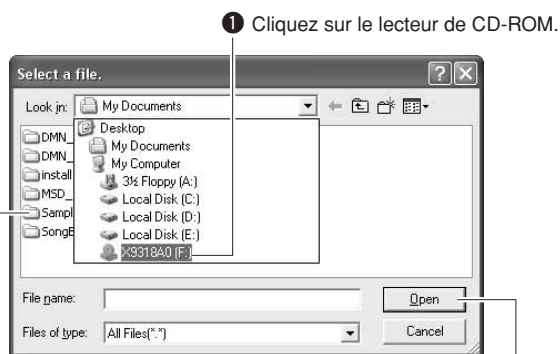 ❶ Cliquez sur le lecteur de CD-ROM.
Select a file.
Look in: My Documents
Desktop
My Documents
My Computer
3½ Floppy (A:)
Local Disk (C:)
Local Disk (D:)
Local Disk (E:)
X9318A0 (F:)
DMN_
DMN_
install
MSD_
Sampl
SongE
File name:
Open
Files of type: All Files(*.*)
Cancel